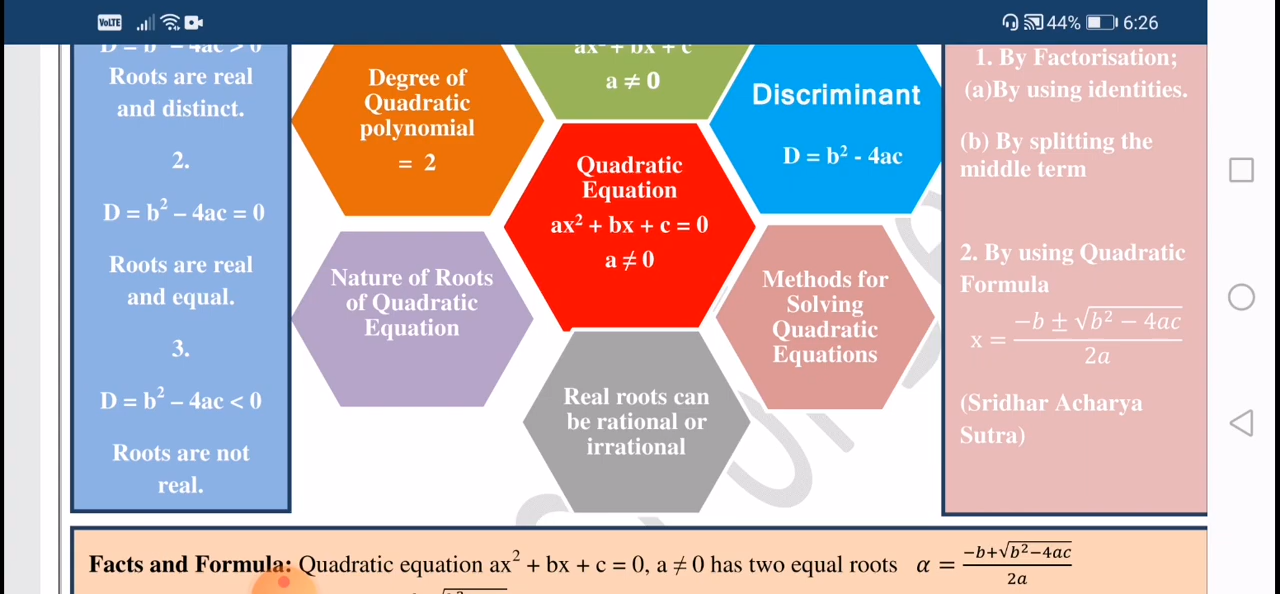 VoLTE
44% 6:26
D = b² – 4ac > 0
Roots are real
and distinct.
2.
D = b² – 4ac = 0
Roots are real
and equal.
3.
D = b² – 4ac < 0
Roots are not
real.
Degree of
Quadratic
polynomial
= 2
ax² + bx + c
a ≠ 0
Discriminant
D = b² - 4ac
Quadratic
Equation
ax² + bx + c = 0
a ≠ 0
Nature of Roots
of Quadratic
Equation
Methods for
Solving
Quadratic
Equations
Real roots can
be rational or
irrational
1. By Factorisation;
(a)By using identities.
(b) By splitting the
middle term
2. By using Quadratic
Formula
x = −b ± √b² − 4ac / 2a
(Sridhar Acharya
Sutra)
Facts and Formula: Quadratic equation ax² + bx + c = 0, a ≠ 0 has two equal roots α = −b+√b²−4ac / 2a